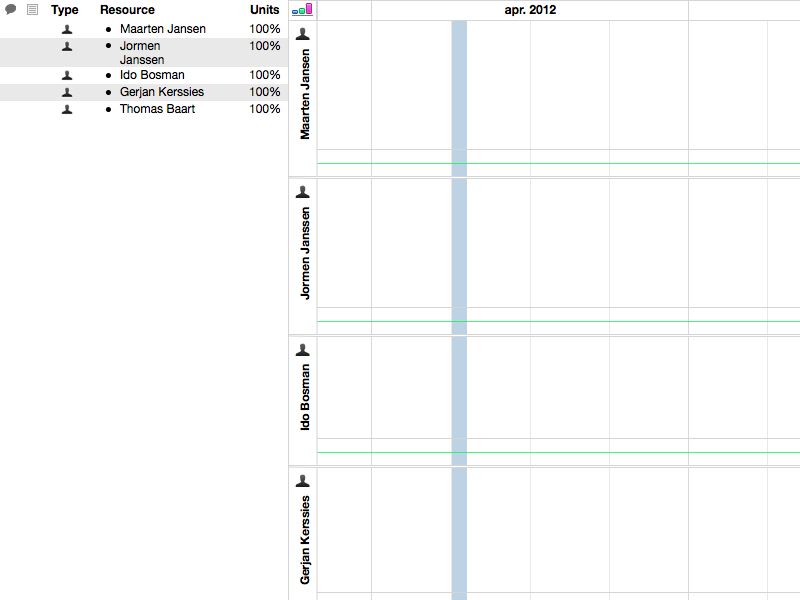 Type Resource Units
Maarten Jansen 100%
Jormen 100%
Janssen
Ido Bosman 100%
Gerjan Kerssies 100%
Thomas Baart 100%
apr. 2012
Maarten Jansen
Jormen Janssen
Ido Bosman
Gerjan Kerssies